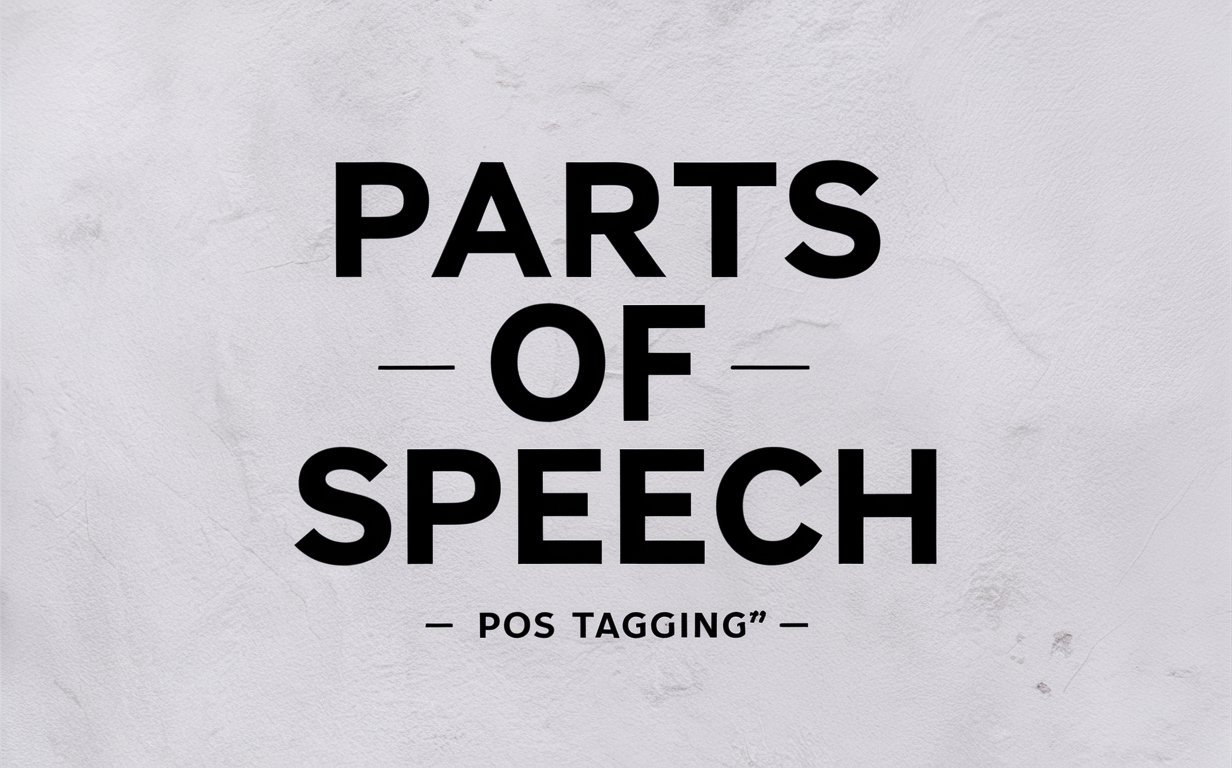 PARTS
— OF —
SPEECH
— POS TAGGING” —